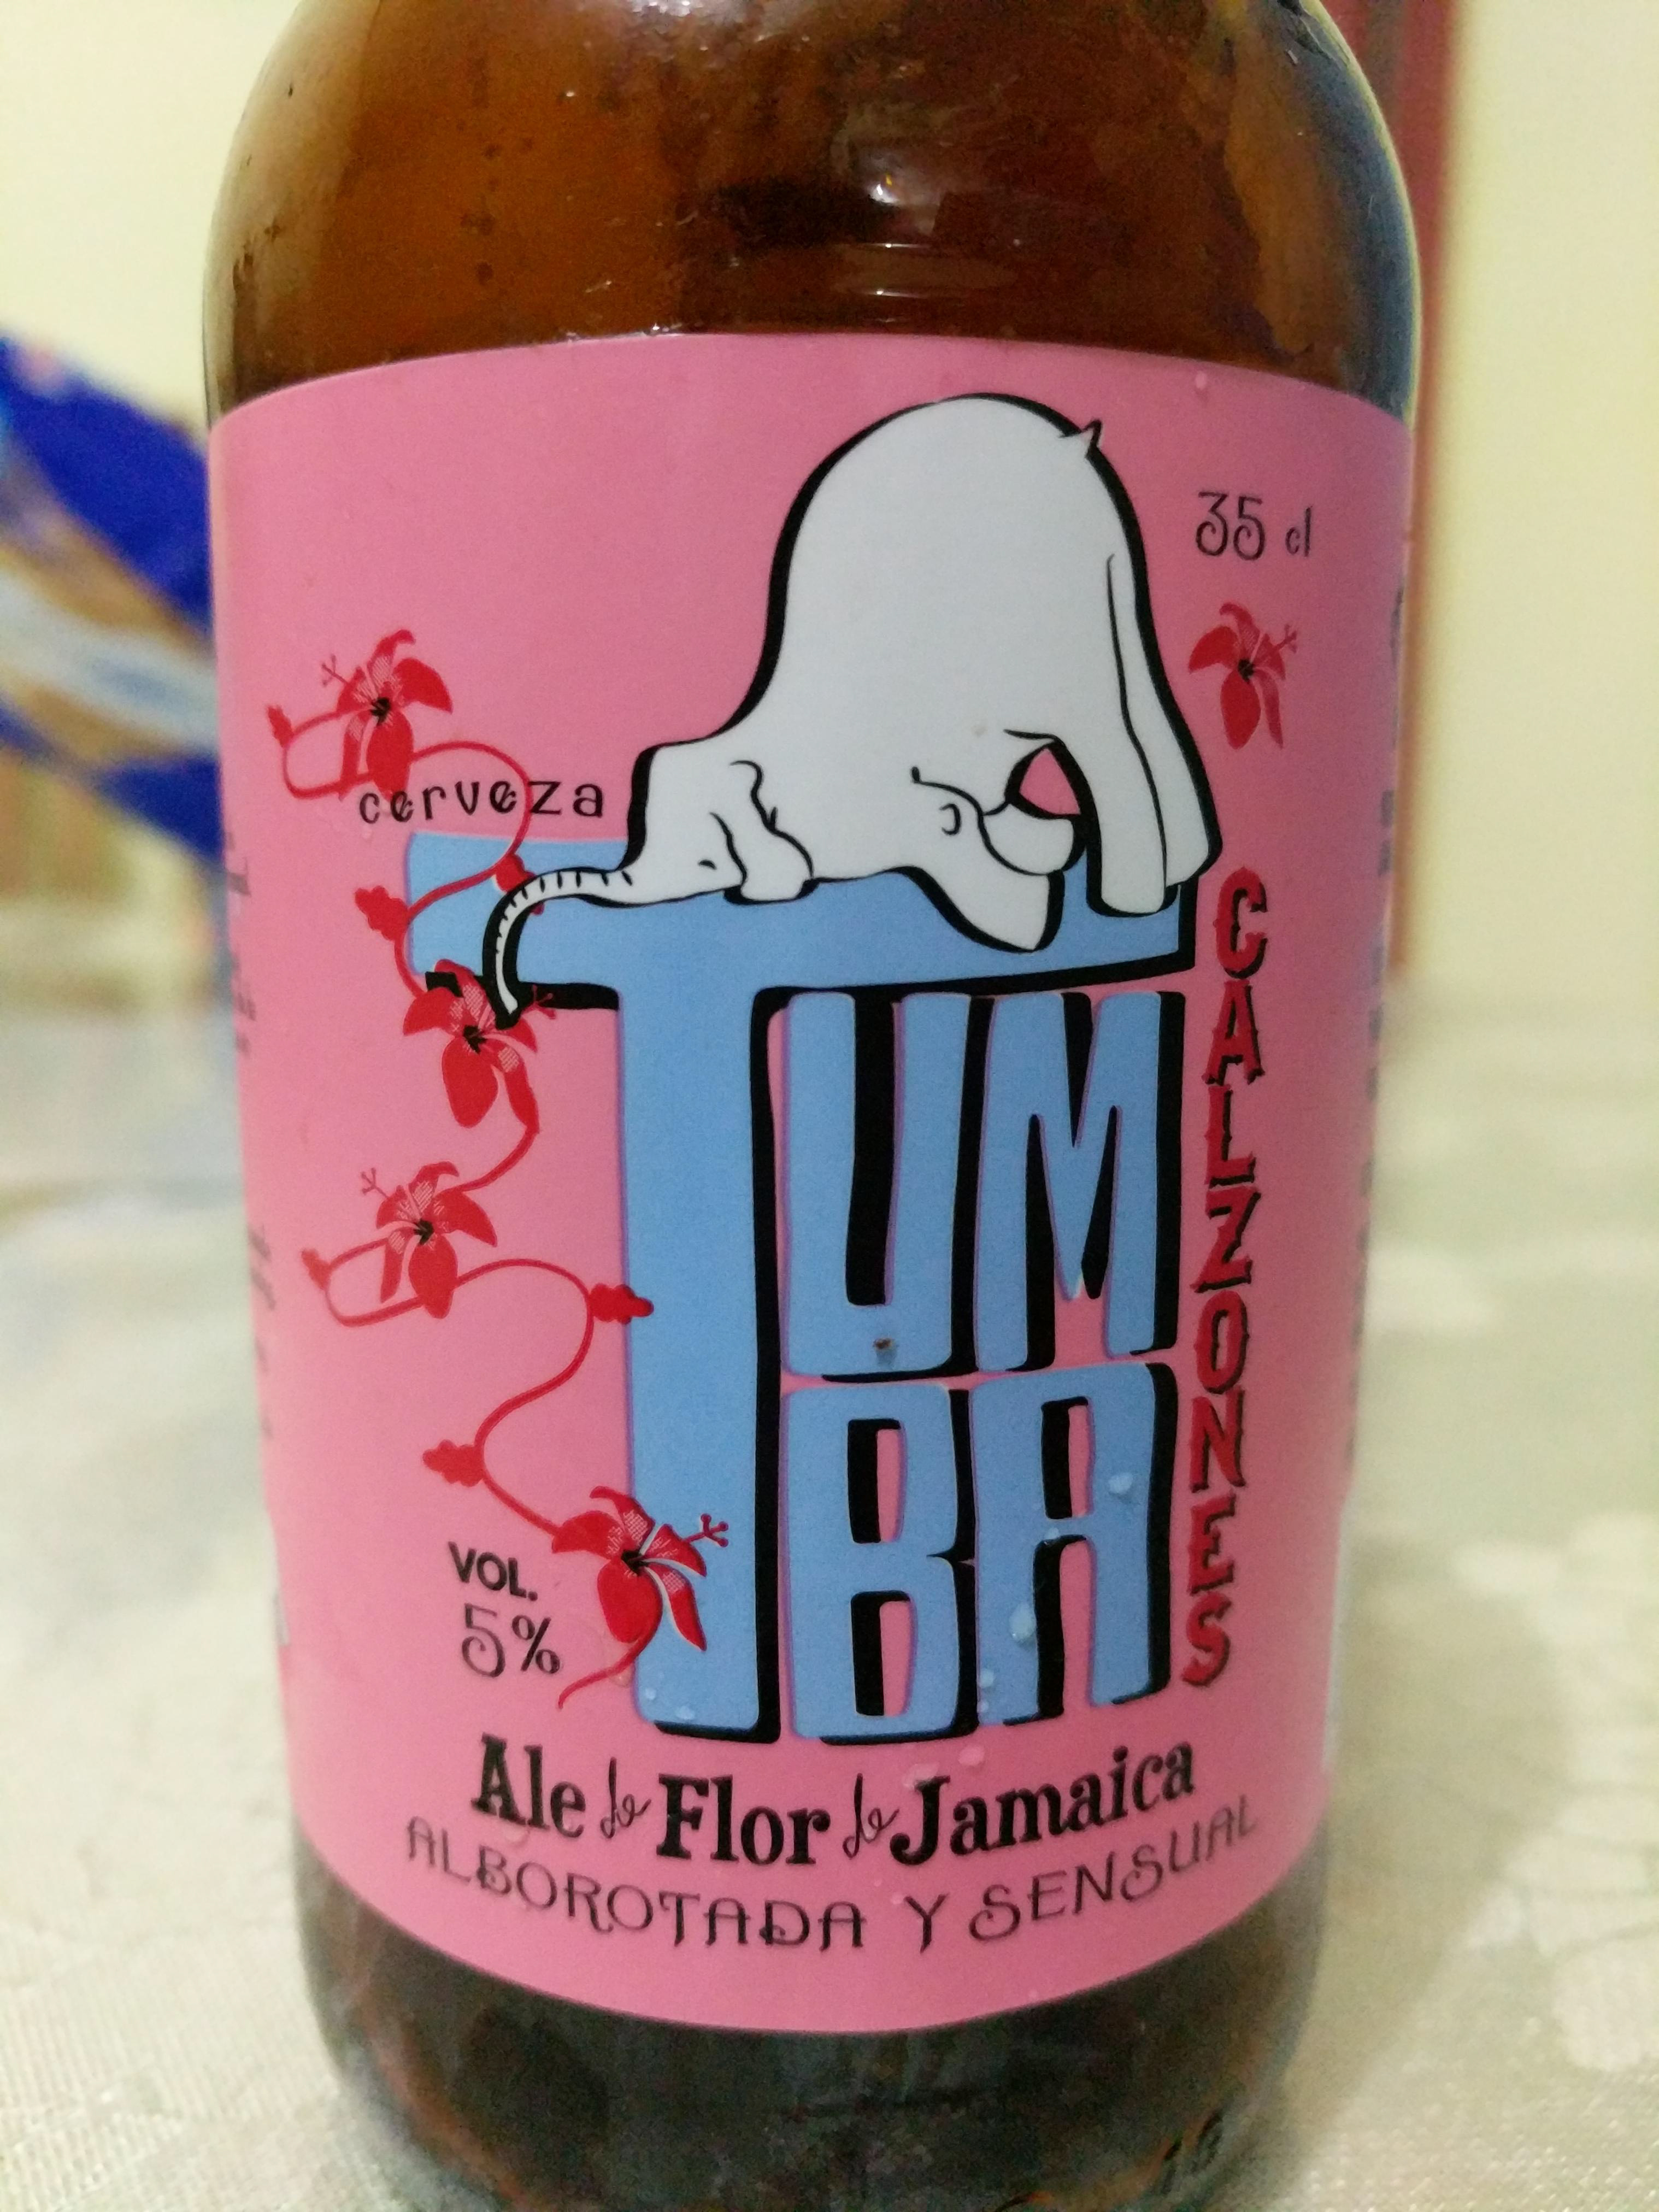 35 cl
cerveza
TUM
BA
CALZONES
VOL.
5%
Ale de Flor de Jamaica
ALBOROTADA Y SENSUAL